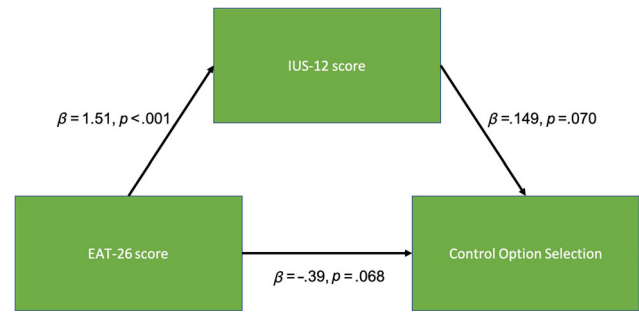 IUS-12 score
β = 1.51, p < .001
β =.149, p = .070
EAT-26 score
Control Option Selection
β = -.39, p = .068